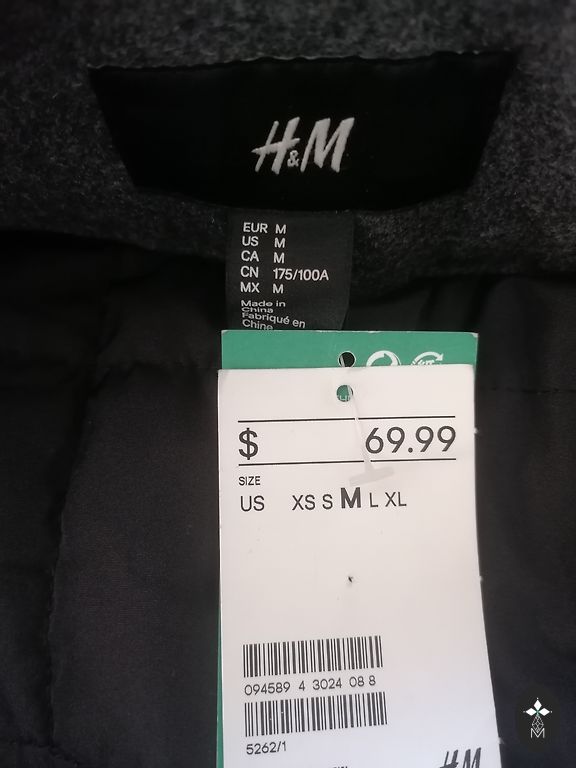 H&M
EUR M
US M
CA M
CN 175/100A
MX M
Made in
China
Fabriqué en
Chine
$ 69.99
SIZE
US XS S M L XL
094589 4 3024 08 8
5262/1
H&M
M